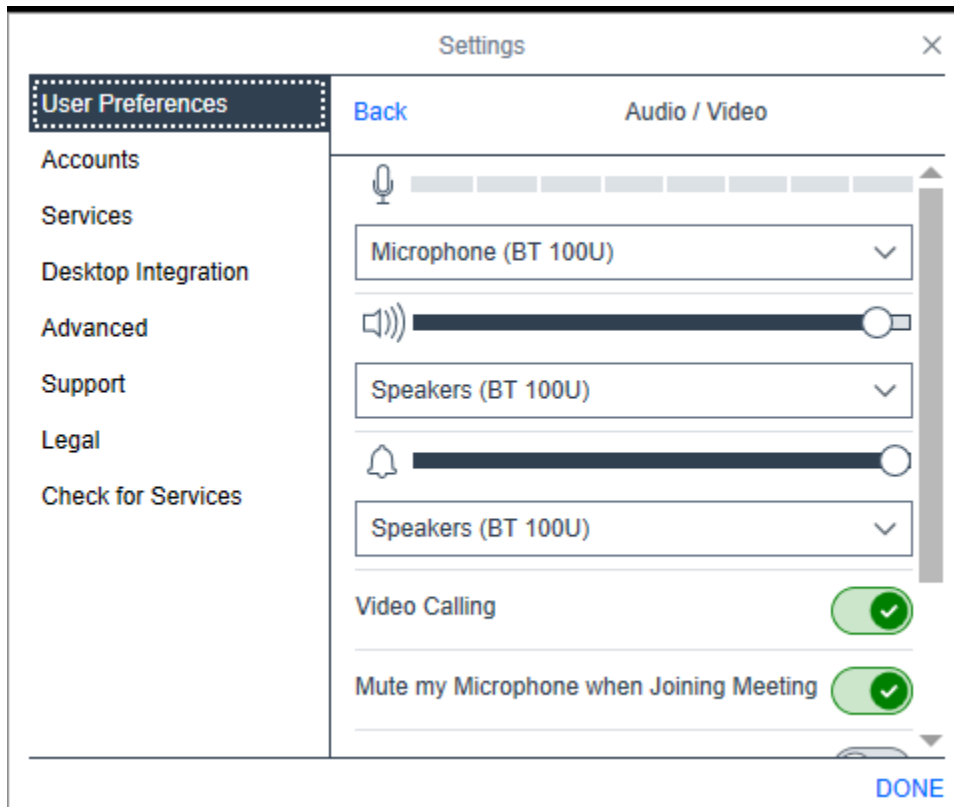 Settings
User Preferences
Accounts
Services
Desktop Integration
Advanced
Support
Legal
Check for Services
Back Audio / Video
Microphone (BT 100U)
Speakers (BT 100U)
Speakers (BT 100U)
Video Calling
Mute my Microphone when Joining Meeting
DONE